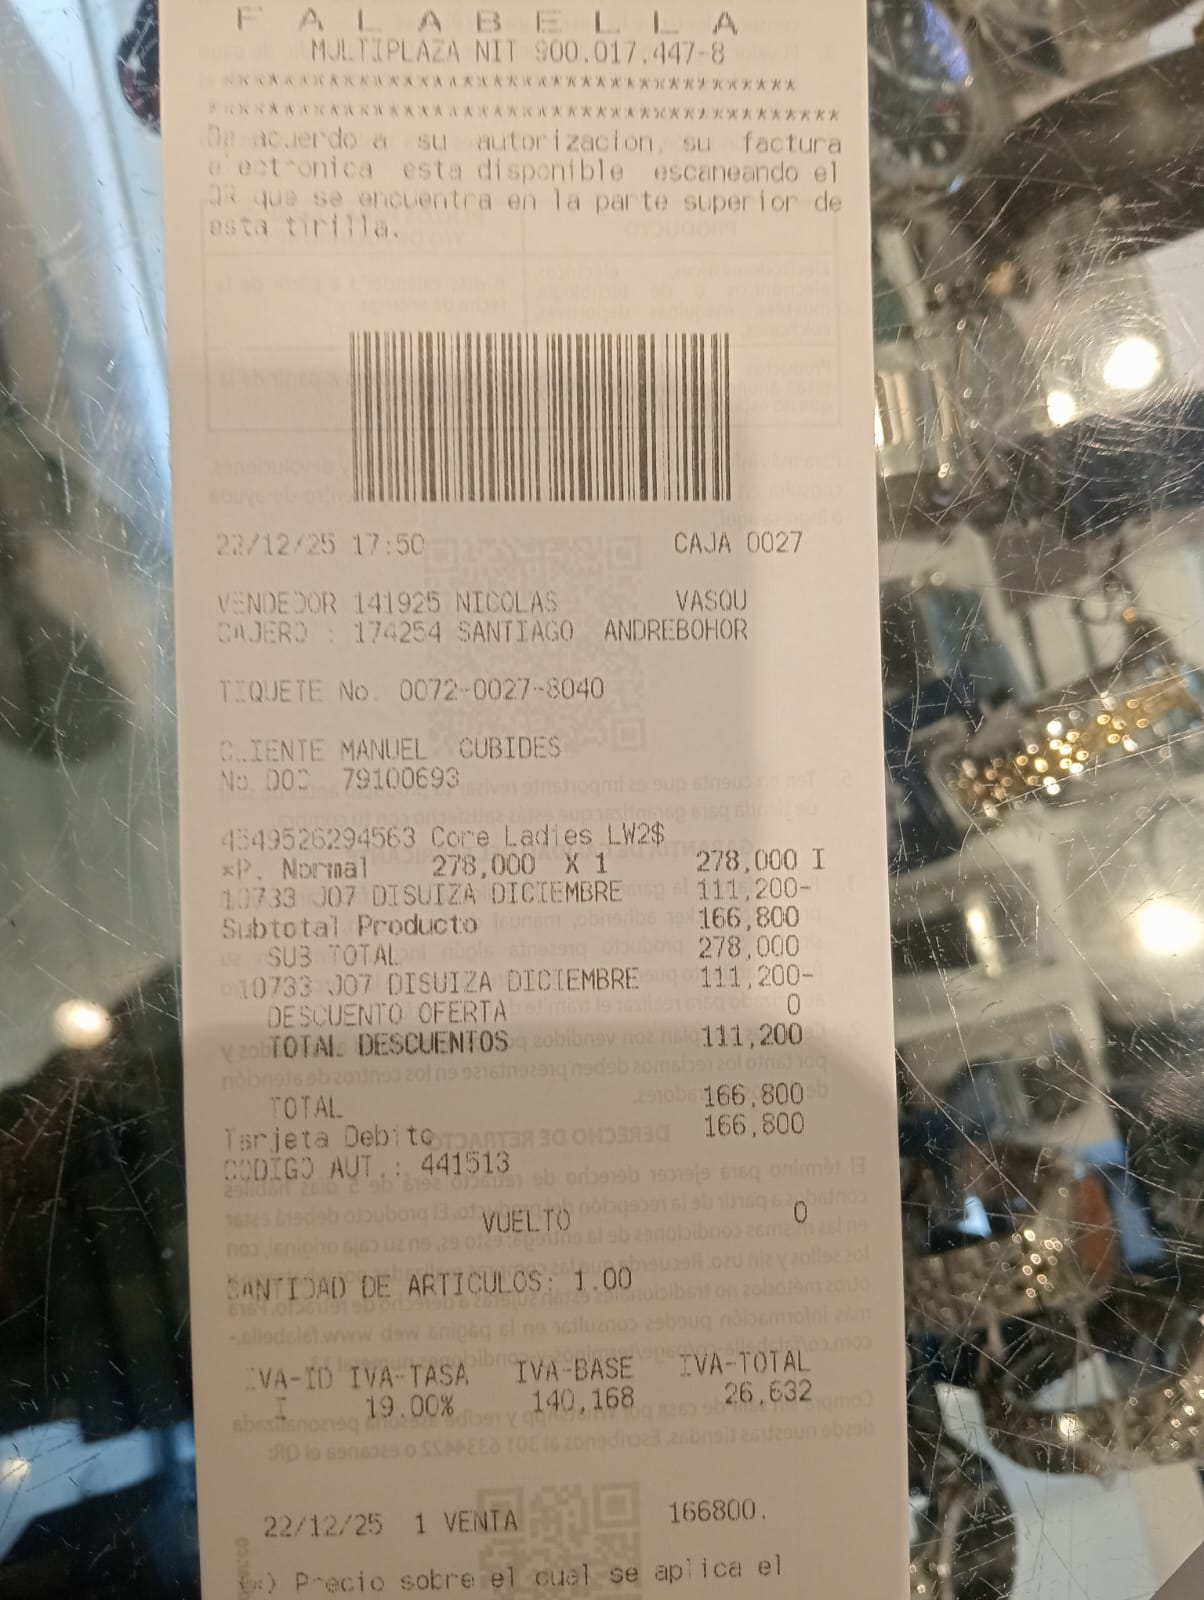 F A L A B E L L A
MULTIPLAZA NIT 900.017.447-8
****************************************
*******************************************
De acuerdo a su autorizacion, su factura
electronica esta disponible escaneando el
QR que se encuentra en la parte superior de
esta tirilla.
22/12/25 17:50 CAJA 0027
VENDEDOR 141925 NICOLAS VASQU
CAJERO : 174254 SANTIAGO ANDREBOHOR
TIQUETE No. 0072-0027-8040
CLIENTE MANUEL CUBIDES
No.DOC 79100693
4549526294563 Core Ladies LW2$
*P. Normal 278,000 X 1 278,000 I
10733 J07 DISUIZA DICIEMBRE 111,200-
Subtotal Producto 166,800
SUB TOTAL 278,000
10733 J07 DISUIZA DICIEMBRE 111,200-
DESCUENTO OFERTA 0
TOTAL DESCUENTOS 111,200
TOTAL 166,800
Tarjeta Debito 166,800
CODIGO AUT.: 441513
VUELTO 0
CANTIDAD DE ARTICULOS: 1.00
IVA-ID IVA-TASA IVA-BASE IVA-TOTAL
I 19.00% 140,168 26,632
22/12/25 1 VENTA 166800.
(*) Precio sobre el cual se aplica el